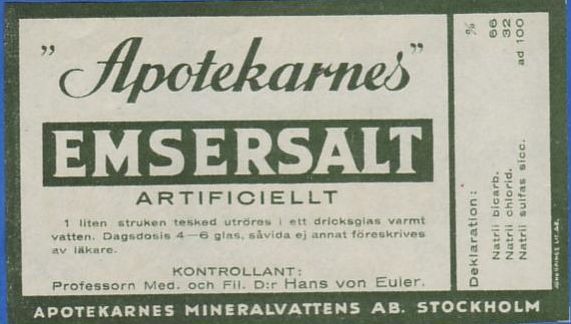 "Apotekarnes"
EMSERSALT
ARTIFICIELLT
1 liten struken tesked utröres i ett dricksglas varmt
vatten. Dagsdosis 4—6 glas, såvida ej annat föreskrives
av läkare.
KONTROLLANT:
Professorn Med. och Fil. D:r Hans von Euler.
Deklaration: %
Natrii bicarb. 66
Natrii chlorid. 32
Natrii sulfas sicc. ad 100
APOTEKARNES MINERALVATTENS AB. STOCKHOLM